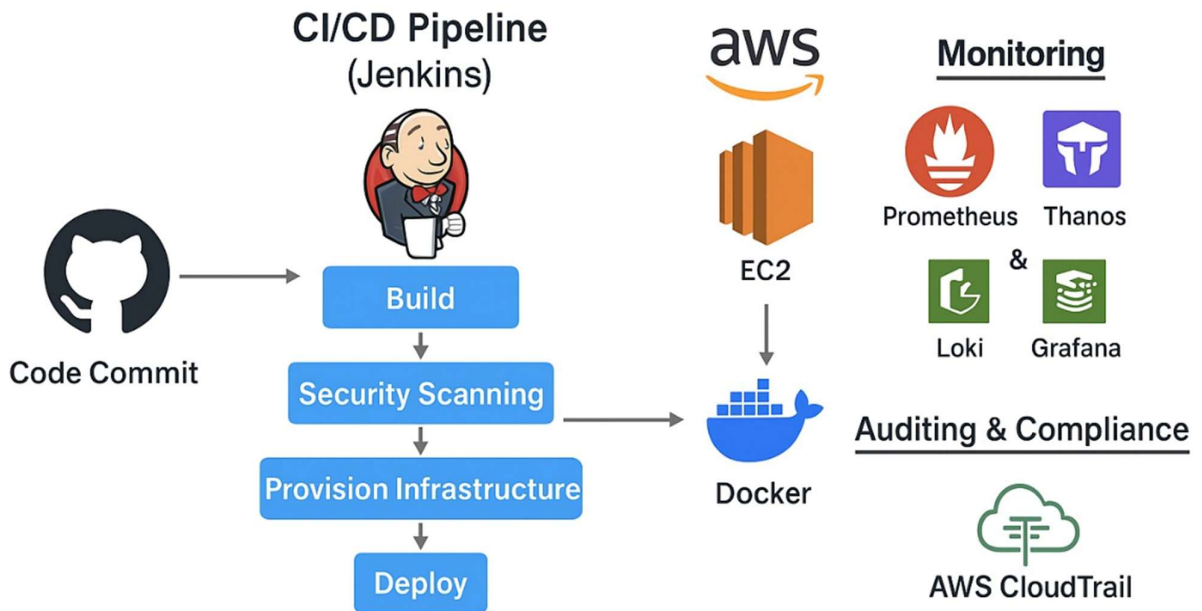 CI/CD Pipeline
(Jenkins)
aws
Monitoring
Prometheus
Thanos
&
Loki
Grafana
EC2
Code Commit
Build
Security Scanning
Provision Infrastructure
Deploy
Docker
Auditing & Compliance
AWS CloudTrail